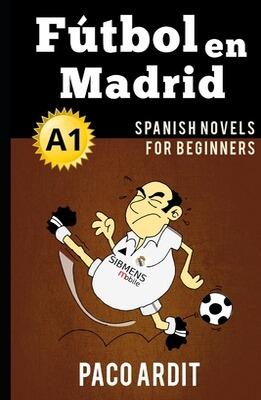 Fútbol en
Madrid
A1
SPANISH NOVELS
FOR BEGINNERS
SIBMENS
mobile
PACO ARDIT